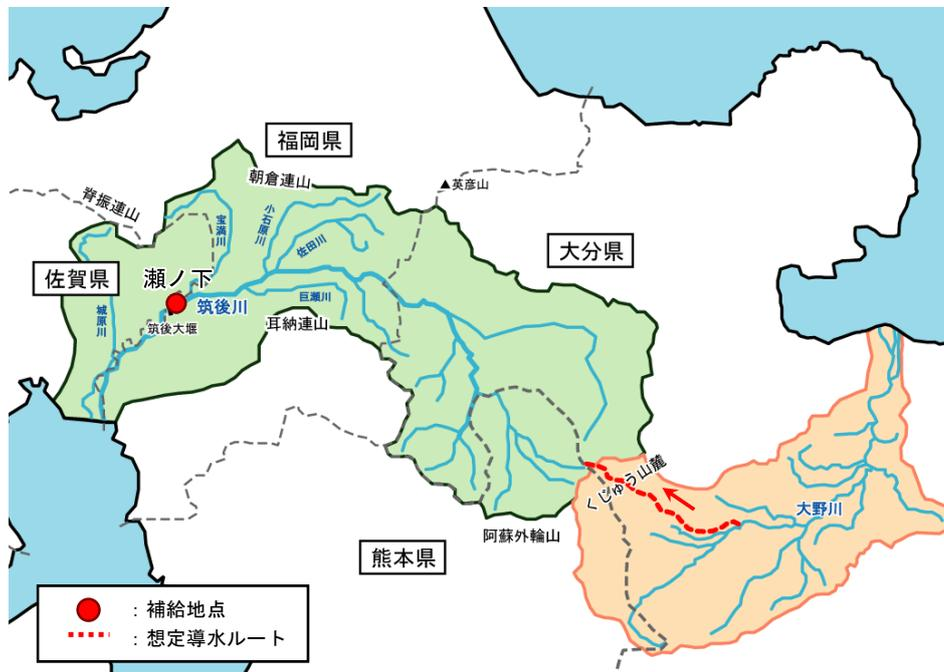 福岡県
朝倉連山
▲英彦山
脊振連山
小石原川
宝満川
佐田川
大分県
佐賀県
瀬ノ下
筑後川
巨瀬川
城原川
筑後大堰
耳納連山
くじゅう山麓
大野川
阿蘇外輪山
熊本県
：補給地点
：想定導水ルート